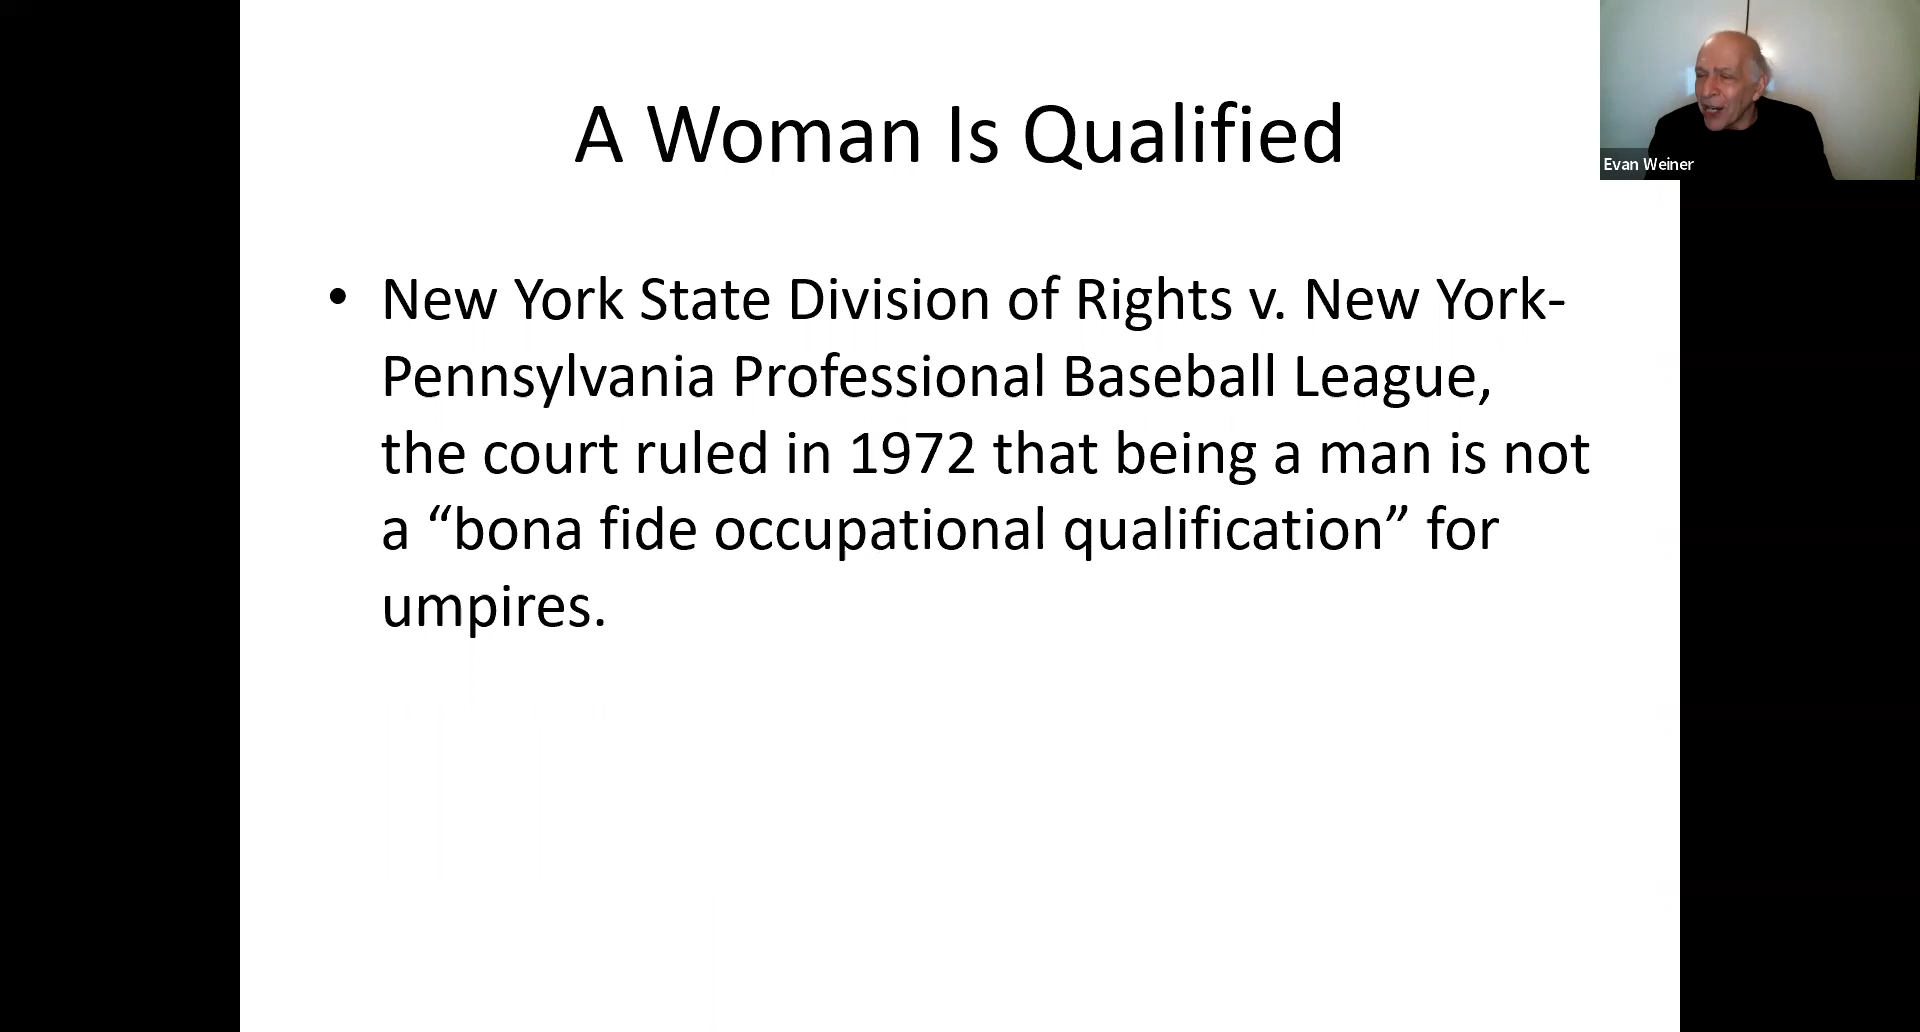 A Woman Is Qualified
Evan Weiner
• New York State Division of Rights v. New York-
Pennsylvania Professional Baseball League,
the court ruled in 1972 that being a man is not
a “bona fide occupational qualification” for
umpires.